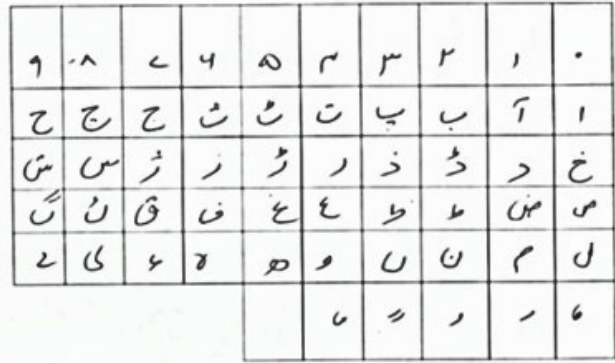 ۰ ۱ ۲ ۳ ۴ ۵ ۶ ۷ ۸ ۹
ا آ ب پ ت ٹ ث ج چ ح
خ د ڈ ذ ر ڑ ز ژ س ش
ص ض ط ظ ع غ ف ق ک گ
ل م ن ں و ھ ہ ء ی ے